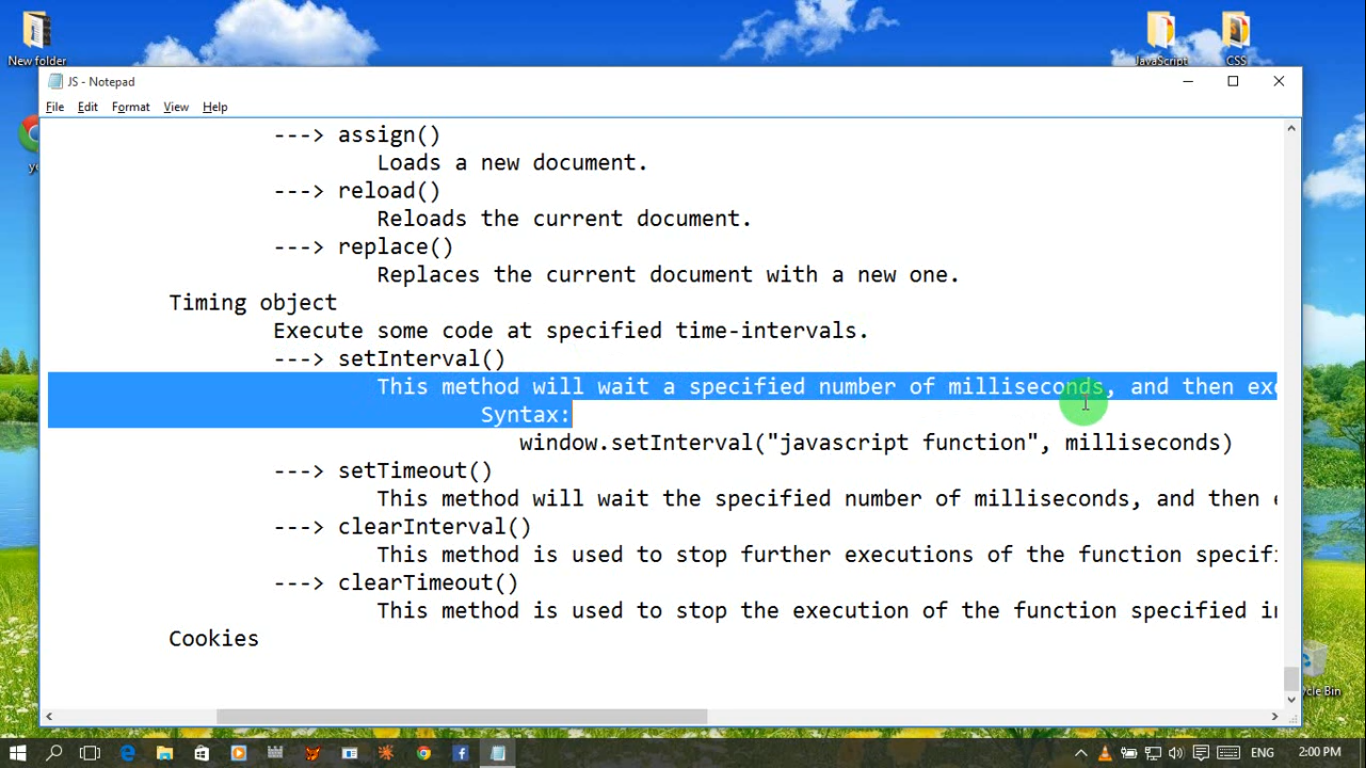 New folder
JavaScript
CSS
JS - Notepad
File Edit Format View Help
---> assign()
Loads a new document.
---> reload()
Reloads the current document.
---> replace()
Replaces the current document with a new one.
Timing object
Execute some code at specified time-intervals.
---> setInterval()
This method will wait a specified number of milliseconds, and then exe
Syntax:
window.setInterval("javascript function", milliseconds)
---> setTimeout()
This method will wait the specified number of milliseconds, and then
---> clearInterval()
This method is used to stop further executions of the function specif
---> clearTimeout()
This method is used to stop the execution of the function specified in
Cookies
ycle Bin
ENG
2:00 PM